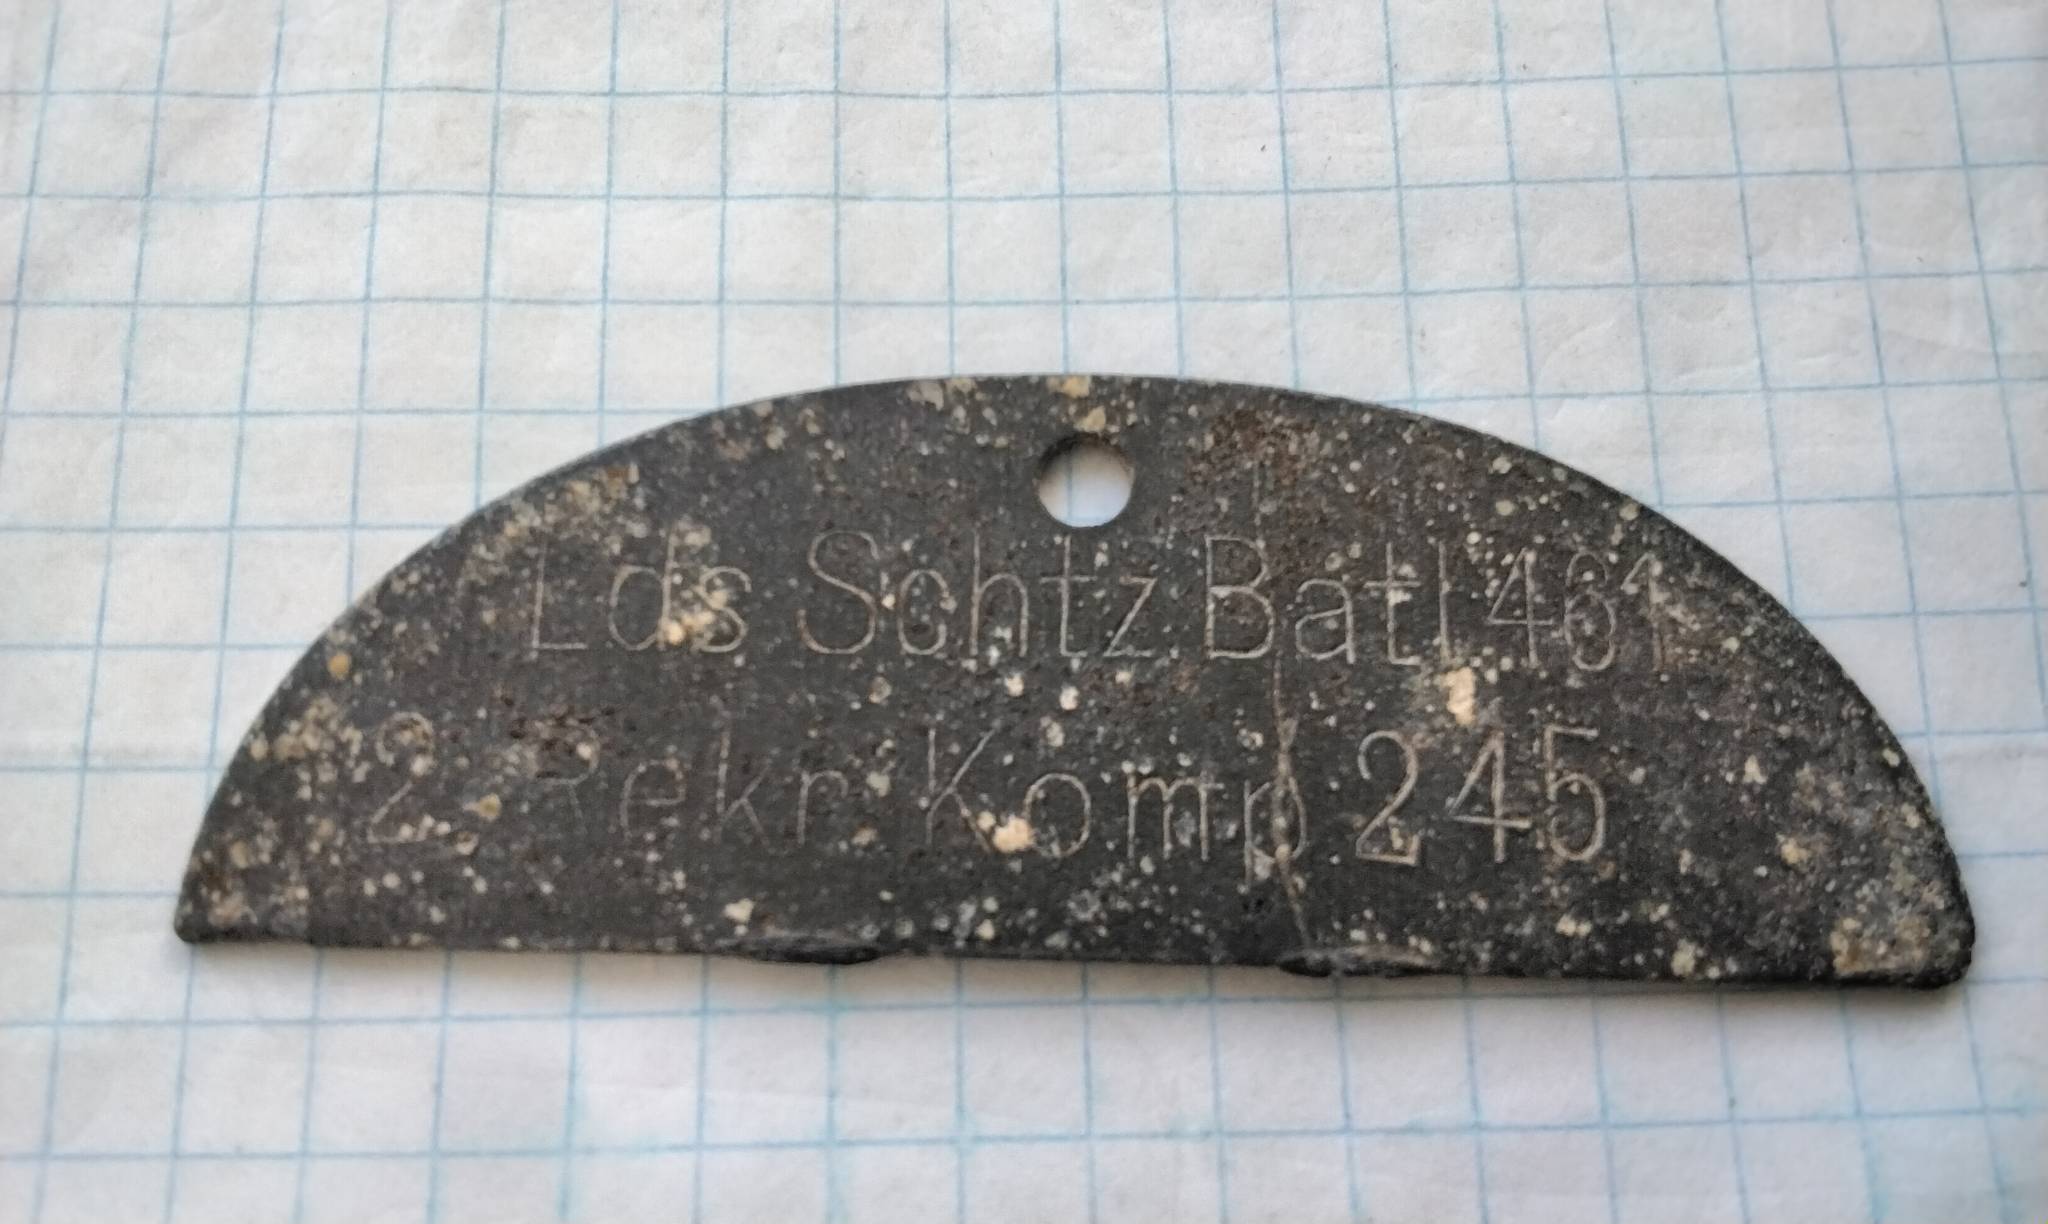 Lds Schtz. Batl 461
2. Rekr Komp 245